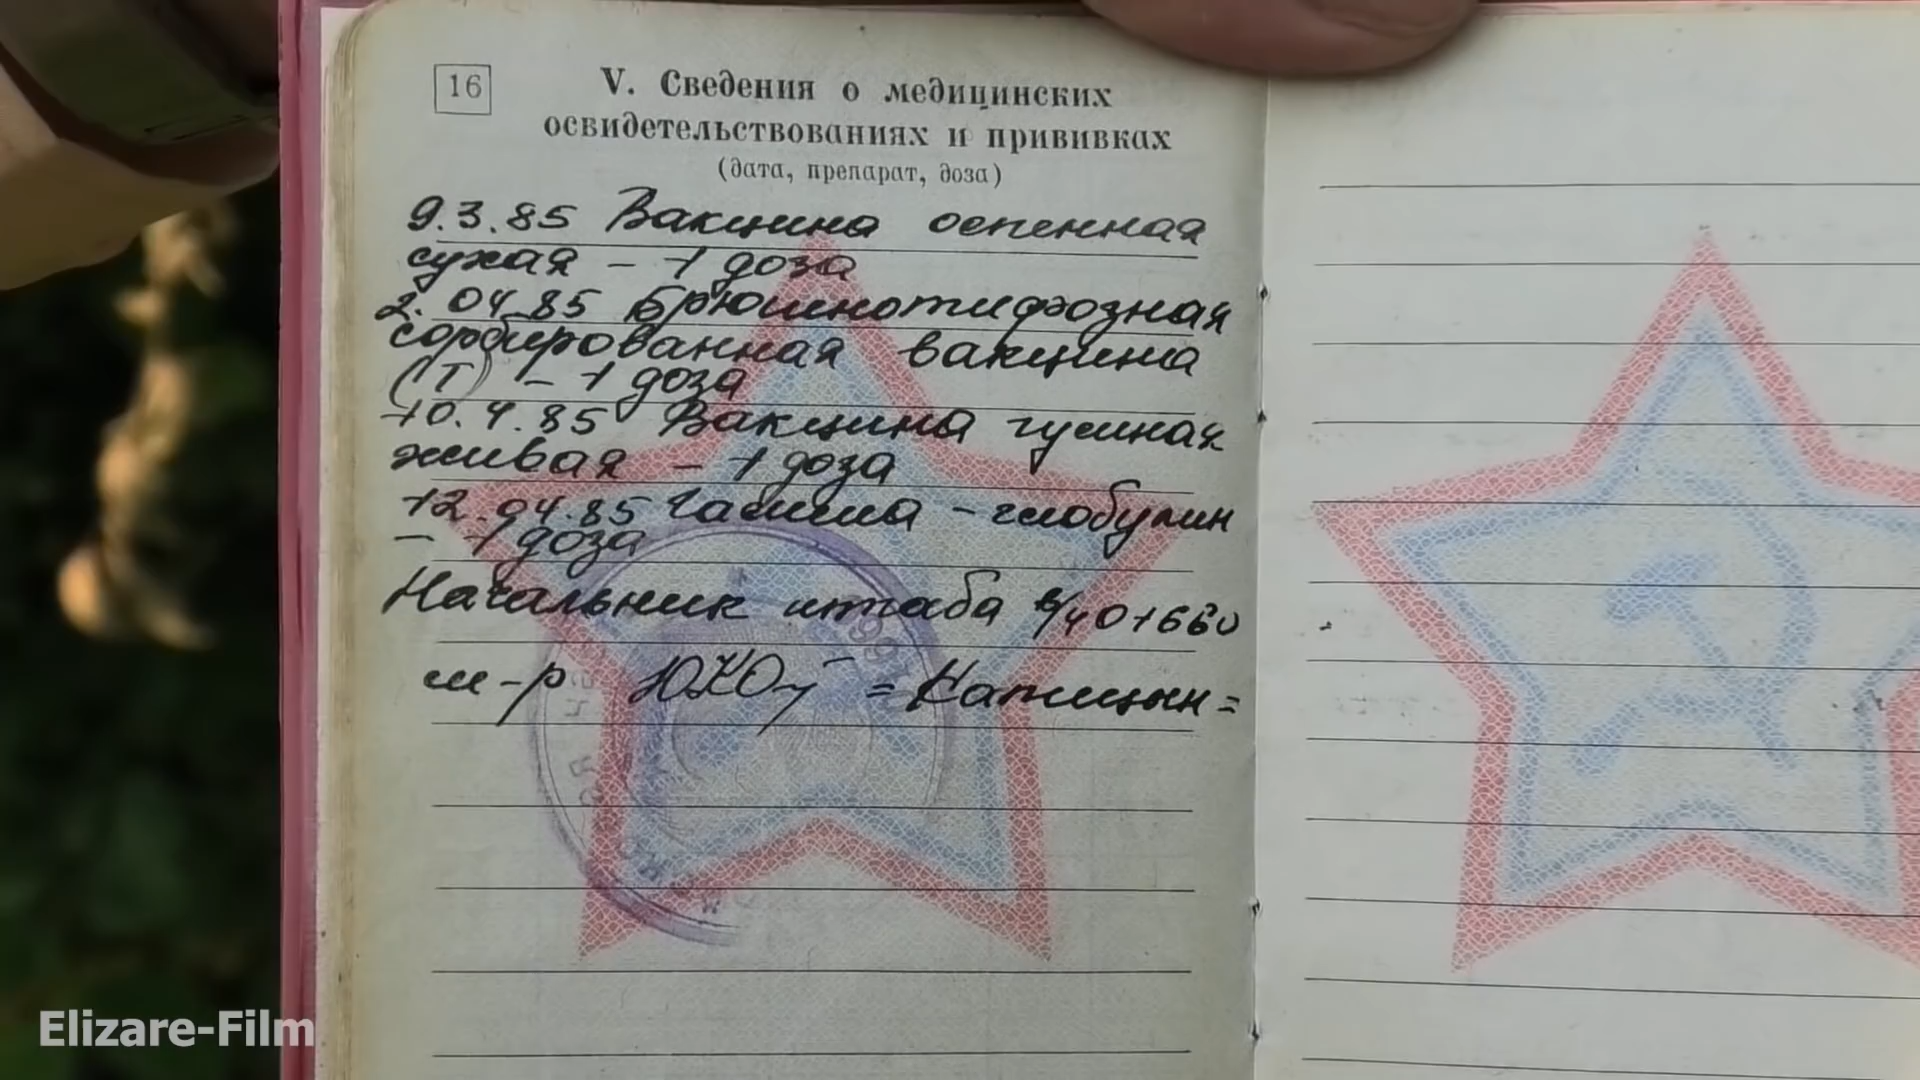 16
V. Сведения о медицинских
освидетельствованиях и прививках
(дата, препарат, доза)
9.3.85 Вакцина оспенная
сухая – 1 доза
2.04.85 Брюшнотифозная
сорбированная вакцина
(Т) – 1 доза
10.4.85 Вакцина чумная
живая – 1 доза
12.04.85 Гамма-глобулин
– 1 доза
Начальник штаба в/ч 01660
м-р = =
Elizare-Film